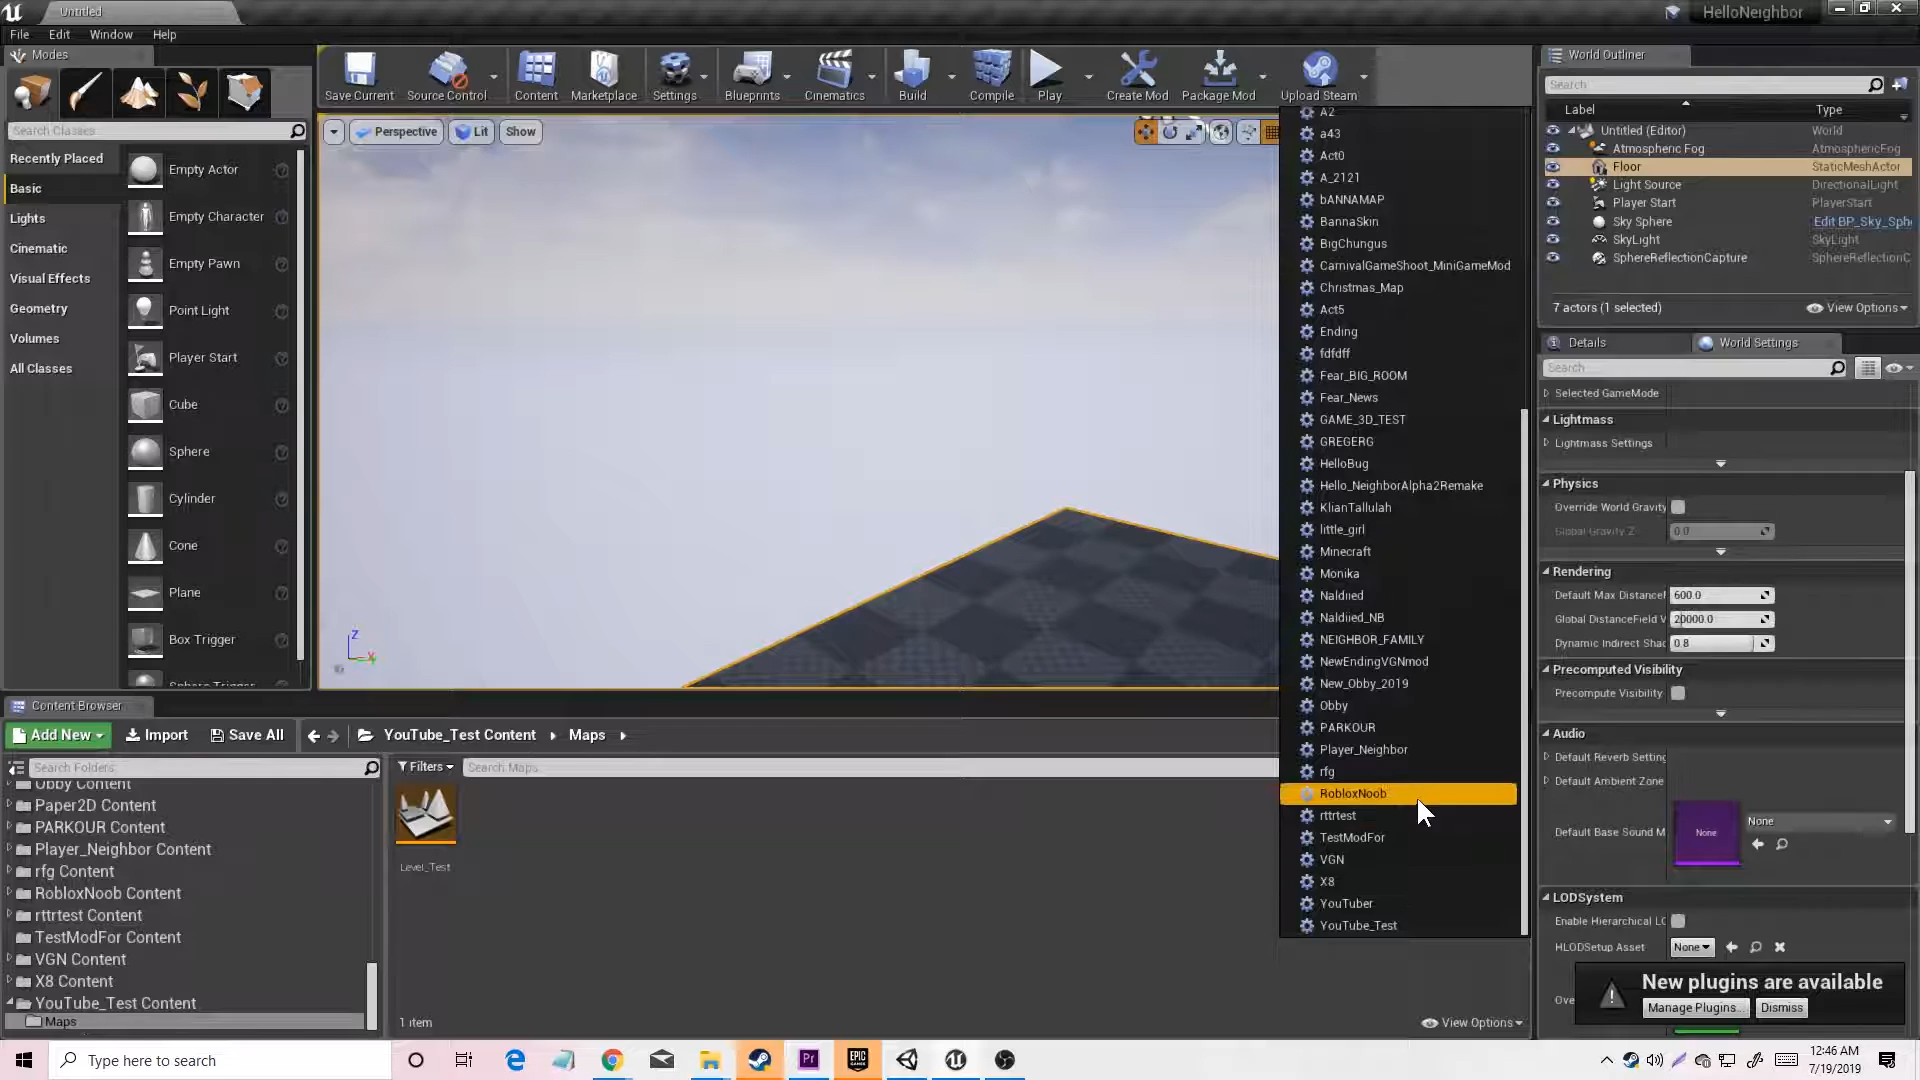 Untitled
HelloNeighbor
File Edit Window Help
Modes
Search Classes
Recently Placed
Basic
Lights
Cinematic
Visual Effects
Geometry
Volumes
All Classes
Empty Actor
Empty Character
Empty Pawn
Point Light
Player Start
Cube
Sphere
Cylinder
Cone
Plane
Box Trigger
Sphere Trigger
Save Current Source Control Content Marketplace Settings Blueprints Cinematics Build Compile Play Create Mod Package Mod Upload Steam
Perspective Lit Show
Z
A2
a43
Act0
A_2121
bANNAMAP
BannaSkin
BigChungus
CarnivalGameShoot_MiniGameMod
Christmas_Map
Act5
Ending
fdfdff
Fear_BIG_ROOM
Fear_News
GAME_3D_TEST
GREGERG
HelloBug
Hello_NeighborAlpha2Remake
KlianTallulah
little_girl
Minecraft
Monika
Naldiied
Naldiied_NB
NEIGHBOR_FAMILY
NewEndingVGNmod
New_Obby_2019
Obby
PARKOUR
Player_Neighbor
rfg
RobloxNoob
rttrtest
TestModFor
VGN
X8
YouTuber
YouTube_Test
World Outliner
Search
Label Type
Untitled (Editor) World
Atmospheric Fog AtmosphericFog
Floor StaticMeshActor
Light Source DirectionalLight
Player Start PlayerStart
Sky Sphere Edit BP_Sky_Sph
SkyLight SkyLight
SphereReflectionCapture SphereReflectionC
7 actors (1 selected) View Options
Details World Settings
Search
Selected GameMode
Lightmass
Lightmass Settings
Physics
Override World Gravity
Global Gravity Z 0.0
Rendering
Default Max DistanceF 600.0
Global DistanceField V 20000.0
Dynamic Indirect Shad 0.8
Precomputed Visibility
Precompute Visibility
Audio
Default Reverb Setting
Default Ambient Zone
Default Base Sound M None None
LODSystem
Enable Hierarchical LC
HLODSetup Asset None
Ove
New plugins are available
Manage Plugins... Dismiss
Content Browser
Add New Import Save All YouTube_Test Content Maps
Search Folders
Filters Search Maps
Obby Content
Paper2D Content
PARKOUR Content
Player_Neighbor Content
rfg Content
RobloxNoob Content
rttrtest Content
TestModFor Content
VGN Content
X8 Content
YouTube_Test Content
Maps
Level_Test
1 item
View Options
Type here to search
Pr
EPIC GAMES
12:46 AM
7/19/2019